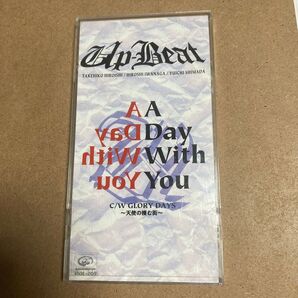 Up-Beat
TAKEHIKO HIROISHI / HIROSHI IWANAGA / YUICHI SHIMADA
A A
Day Day
With With
You You
C/W GLORY DAYS
〜天使の棲む街〜